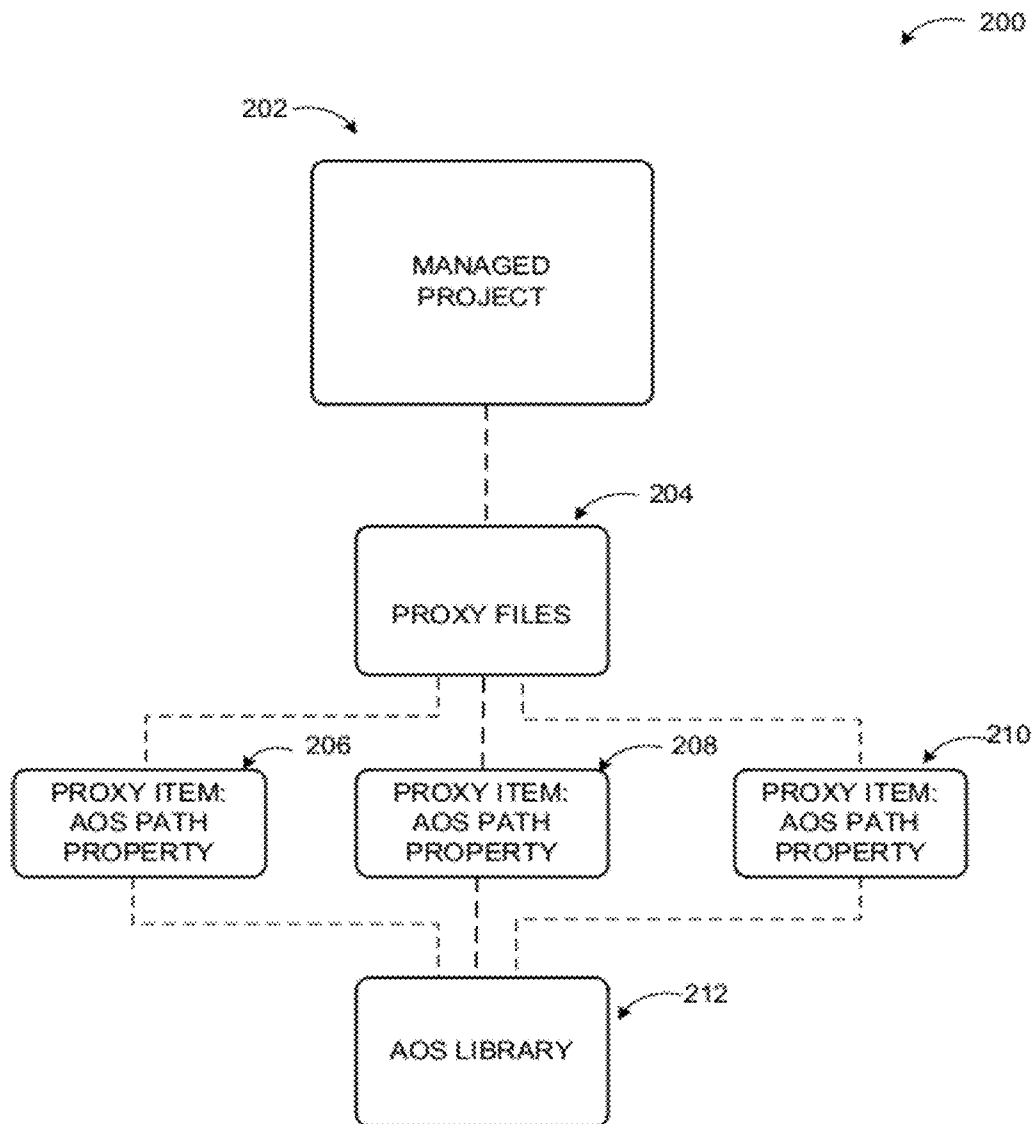 200
202
MANAGED
PROJECT
204
PROXY FILES
206
208
210
PROXY ITEM:
AOS PATH
PROPERTY
PROXY ITEM:
AOS PATH
PROPERTY
PROXY ITEM:
AOS PATH
PROPERTY
212
AOS LIBRARY